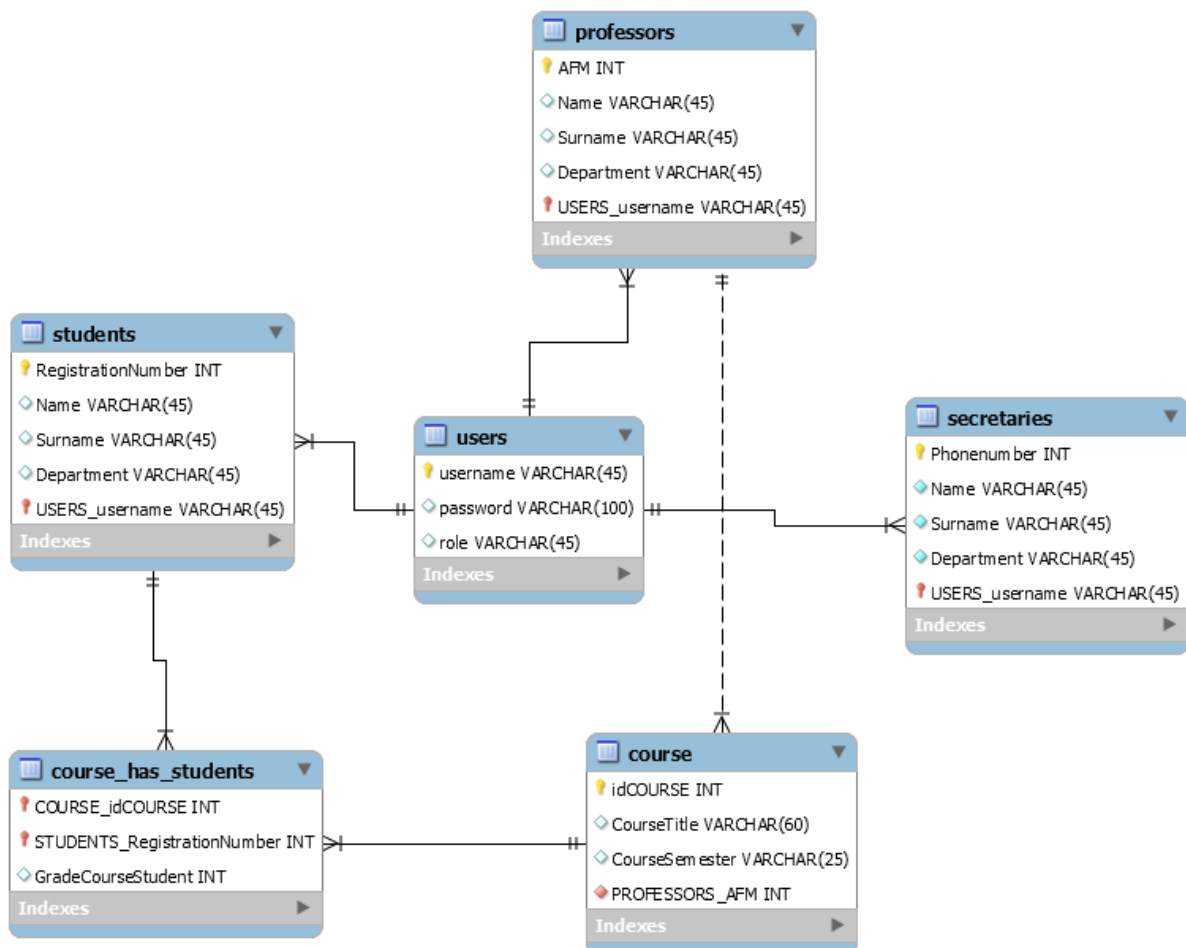 professors
AFM INT
Name VARCHAR(45)
Surname VARCHAR(45)
Department VARCHAR(45)
USERS_username VARCHAR(45)
Indexes
students
RegistrationNumber INT
Name VARCHAR(45)
Surname VARCHAR(45)
Department VARCHAR(45)
USERS_username VARCHAR(45)
Indexes
users
username VARCHAR(45)
password VARCHAR(100)
role VARCHAR(45)
Indexes
secretaries
Phonenumber INT
Name VARCHAR(45)
Surname VARCHAR(45)
Department VARCHAR(45)
USERS_username VARCHAR(45)
Indexes
course_has_students
COURSE_idCOURSE INT
STUDENTS_RegistrationNumber INT
GradeCourseStudent INT
Indexes
course
idCOURSE INT
CourseTitle VARCHAR(60)
CourseSemester VARCHAR(25)
PROFESSORS_AFM INT
Indexes